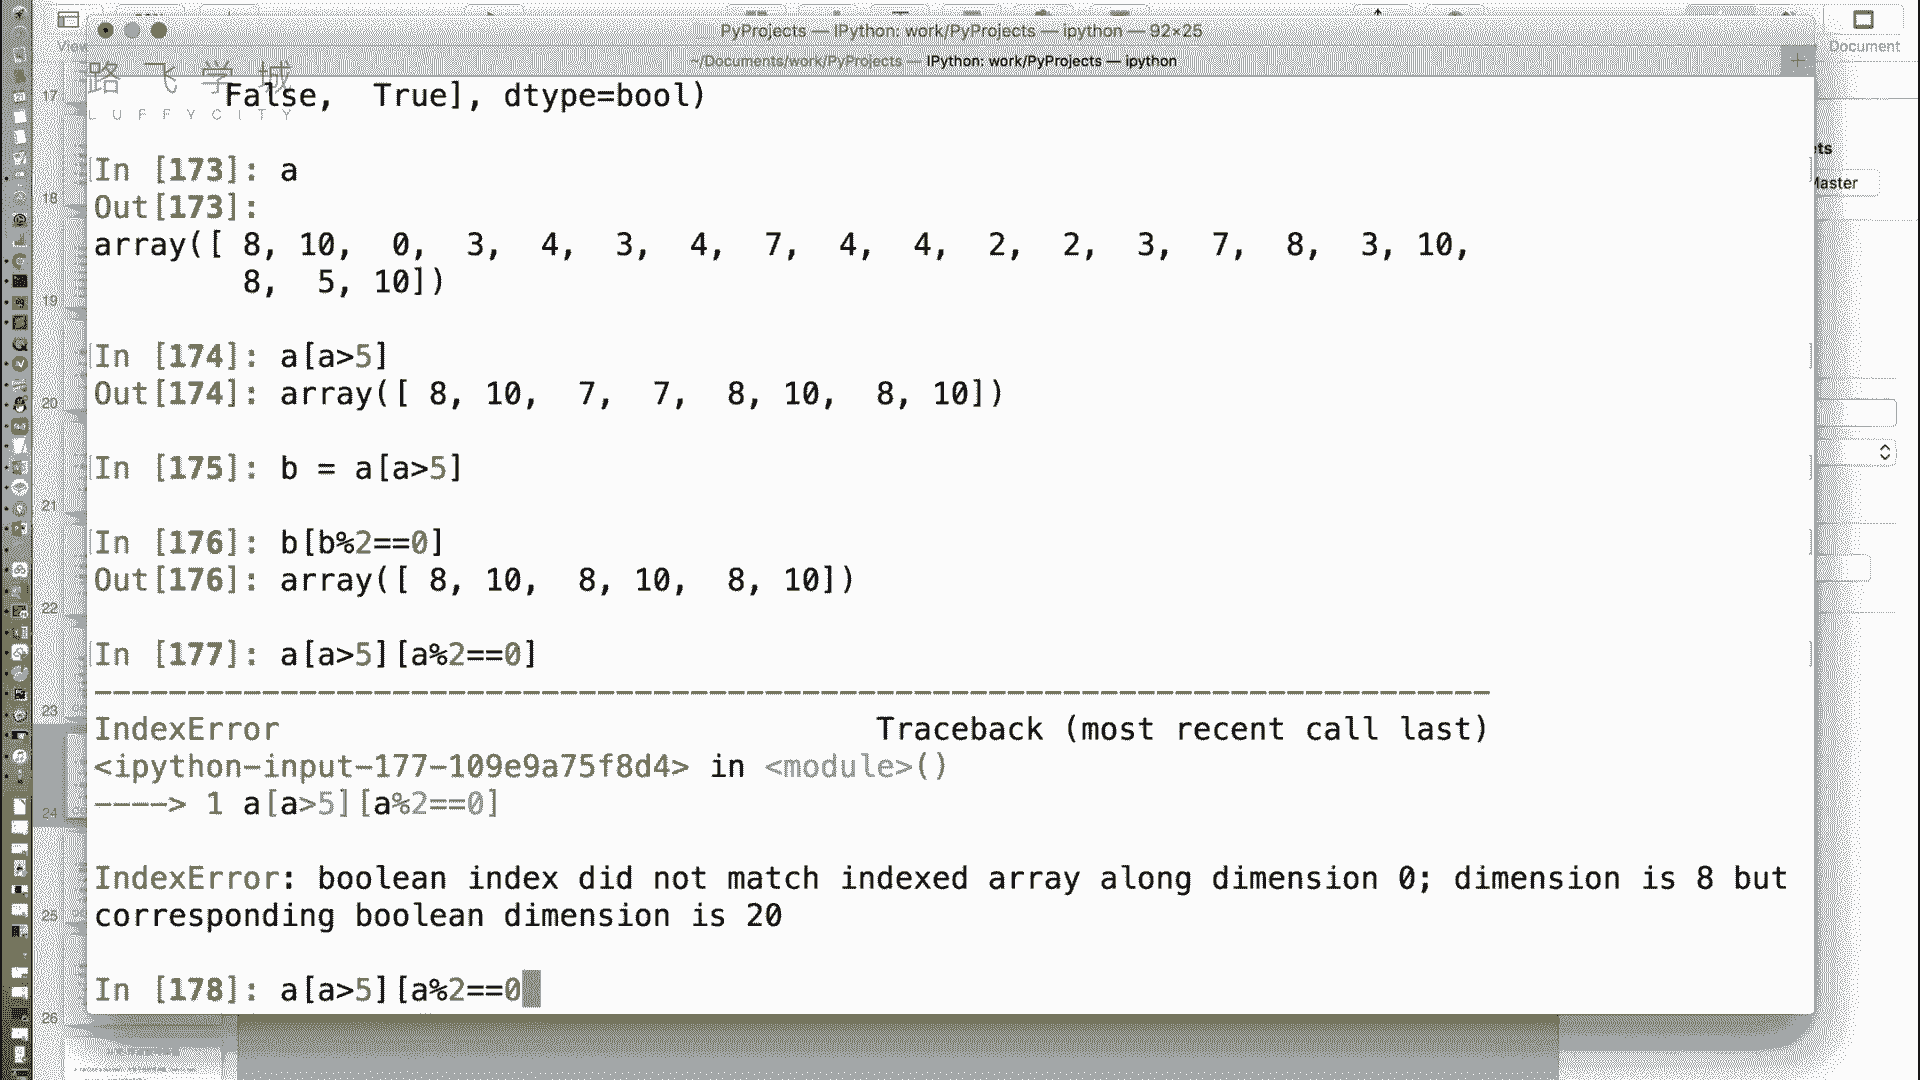 PyProjects — IPython: work/PyProjects — ipython — 92×25
~/Documents/work/PyProjects — IPython: work/PyProjects — ipython
View
Document
路飞学城
LUFFYCITY
False,  True], dtype=bool)
In [173]: a
Out[173]:
array([ 8, 10,  0,  3,  4,  3,  4,  7,  4,  4,  2,  2,  3,  7,  8,  3, 10,
        8,  5, 10])
In [174]: a[a>5]
Out[174]: array([ 8, 10,  7,  7,  8, 10,  8, 10])
In [175]: b = a[a>5]
In [176]: b[b%2==0]
Out[176]: array([ 8, 10,  8, 10,  8, 10])
In [177]: a[a>5][a%2==0]
---------------------------------------------------------------------------
IndexError                                Traceback (most recent call last)
<ipython-input-177-109e9a75f8d4> in <module>()
----> 1 a[a>5][a%2==0]
IndexError: boolean index did not match indexed array along dimension 0; dimension is 8 but
corresponding boolean dimension is 20
In [178]: a[a>5][a%2==0
17
18
19
20
21
22
23
24
25
26